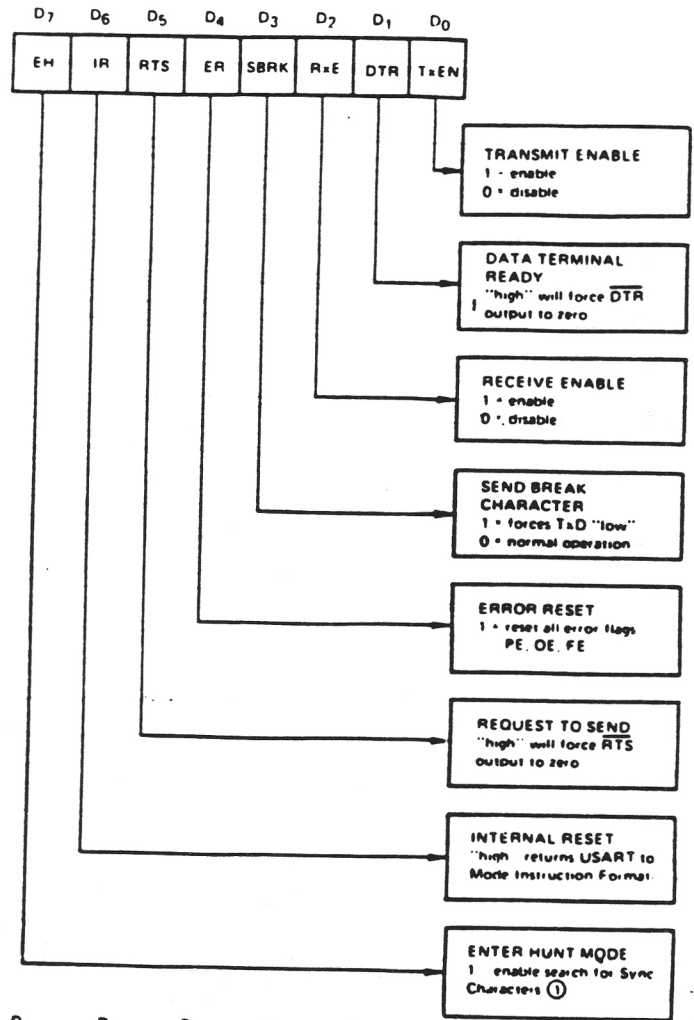 D7 D6 D5 D4 D3 D2 D1 D0
EH IR RTS ER SBRK RxE DTR TxEN
TRANSMIT ENABLE
1 - enable
0 = disable
DATA TERMINAL
READY
"high" will force DTR
output to zero
RECEIVE ENABLE
1 = enable
0 = disable
SEND BREAK
CHARACTER
1 = forces TxD "low"
0 = normal operation
ERROR RESET
1 = reset all error flags
PE, OE, FE
REQUEST TO SEND
"high" will force RTS
output to zero
INTERNAL RESET
"high" returns USART to
Mode Instruction Format
ENTER HUNT MODE
1 enable search for Sync
Characters ①